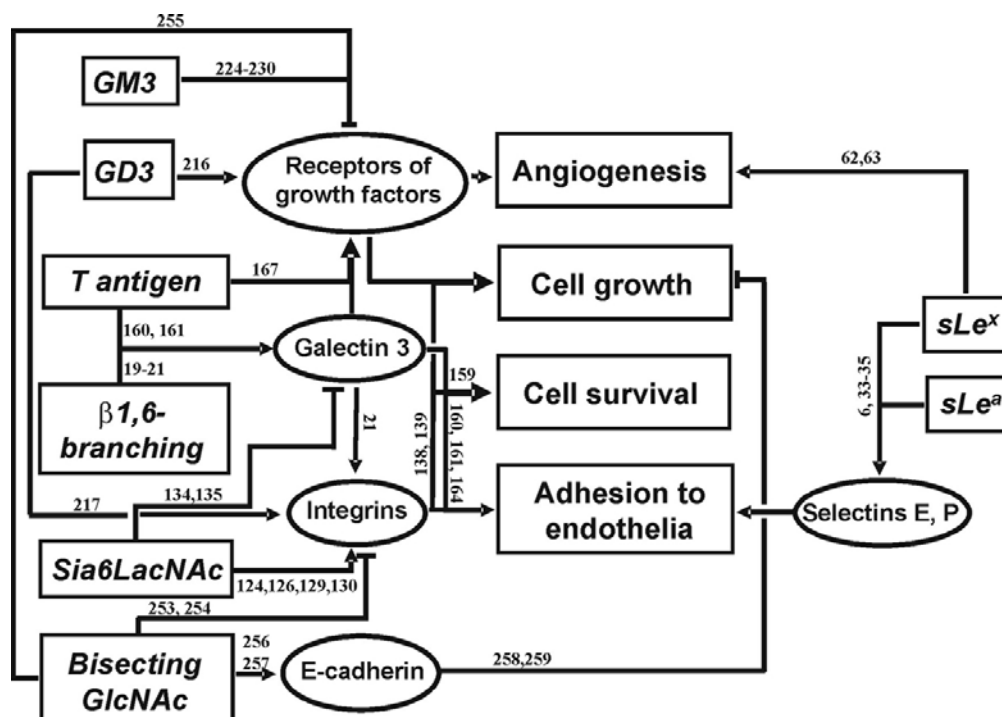 255
GM3
224-230
GD3
216
Receptors of
growth factors
Angiogenesis
62,63
T antigen
167
Cell growth
160, 161
Galectin 3
sLeˣ
19-21
β1,6-
branching
159
Cell survival
6, 33-35
sLeᵃ
21
138, 139
160, 161, 164
134,135
217
Integrins
Adhesion to
endothelia
Selectins E, P
Sia6LacNAc
124,126,129,130
253, 254
Bisecting
GlcNAc
256
257
E-cadherin
258,259